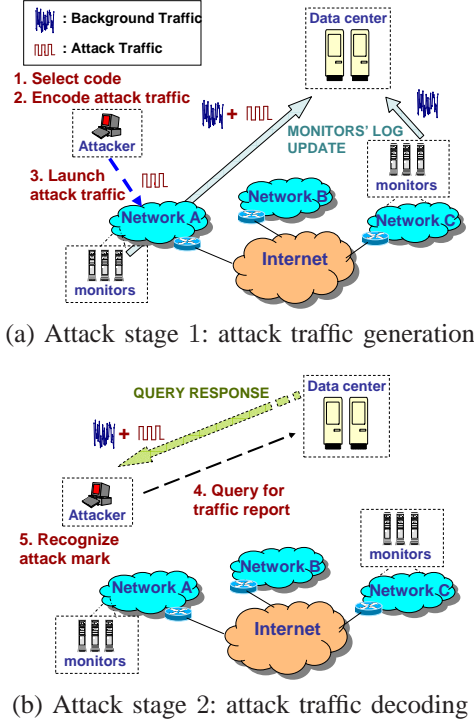 : Background Traffic
: Attack Traffic
Data center
1. Select code
2. Encode attack traffic
Attacker
+
MONITORS' LOG
UPDATE
monitors
3. Launch
attack traffic
Network A
Network B
Network C
Internet
monitors
(a) Attack stage 1: attack traffic generation
QUERY RESPONSE
Data center
+
Attacker
4. Query for
traffic report
5. Recognize
attack mark
monitors
Network A
Network B
Network C
Internet
monitors
(b) Attack stage 2: attack traffic decoding